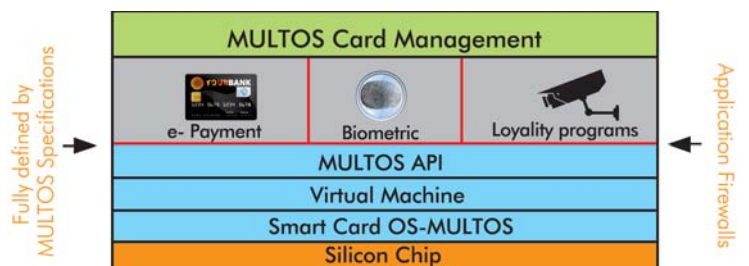 MULTOS Card Management
Fully defined by
MULTOS Specifications
YOURBANK
e- Payment
Biometric
Loyality programs
Application Firewalls
MULTOS API
Virtual Machine
Smart Card OS-MULTOS
Silicon Chip